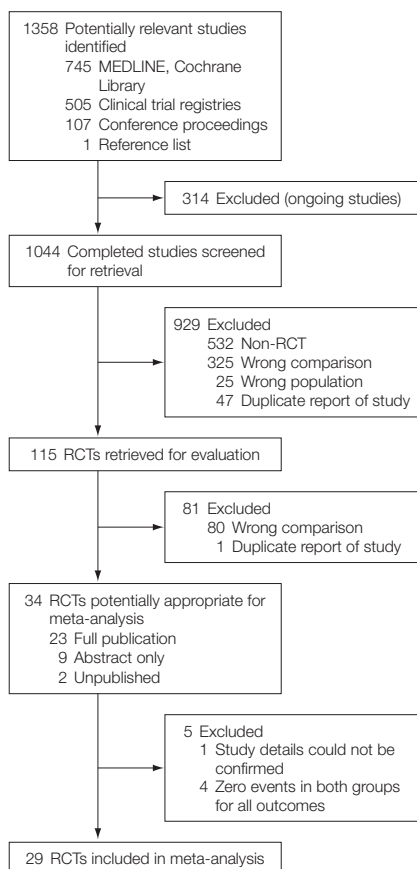 1358 Potentially relevant studies
identified
745 MEDLINE, Cochrane
Library
505 Clinical trial registries
107 Conference proceedings
1 Reference list
314 Excluded (ongoing studies)
1044 Completed studies screened
for retrieval
929 Excluded
532 Non-RCT
325 Wrong comparison
25 Wrong population
47 Duplicate report of study
115 RCTs retrieved for evaluation
81 Excluded
80 Wrong comparison
1 Duplicate report of study
34 RCTs potentially appropriate for
meta-analysis
23 Full publication
9 Abstract only
2 Unpublished
5 Excluded
1 Study details could not be
confirmed
4 Zero events in both groups
for all outcomes
29 RCTs included in meta-analysis